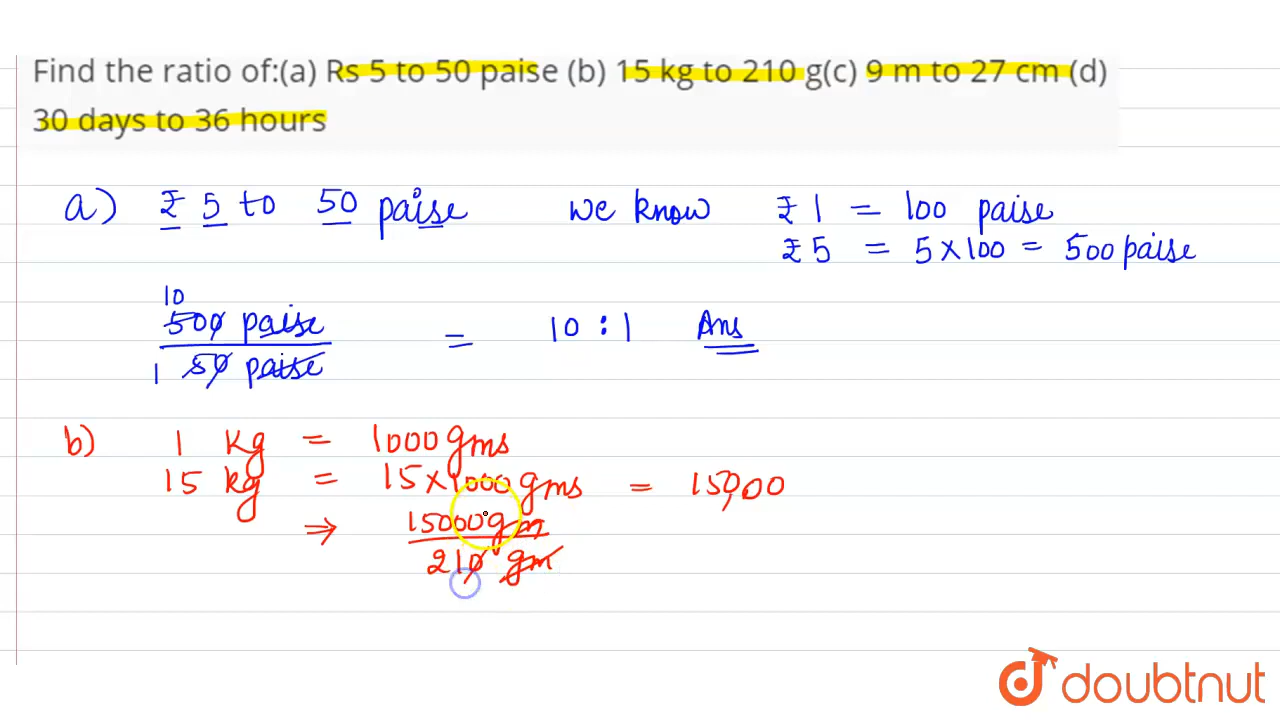 Find the ratio of:(a) Rs 5 to 50 paise (b) 15 kg to 210 g(c) 9 m to 27 cm (d)
30 days to 36 hours
a) ₹ 5 to 50 paise we know ₹ 1 = 100 paise
₹ 5 = 5 × 100 = 500 paise
10
500 paise = 10 : 1 Ans
1 50 paise
b) 1 kg = 1000 gms
15 kg = 15 × 1000 gms = 15,000
⇒ 15000 gm
210 gm
doubtnut